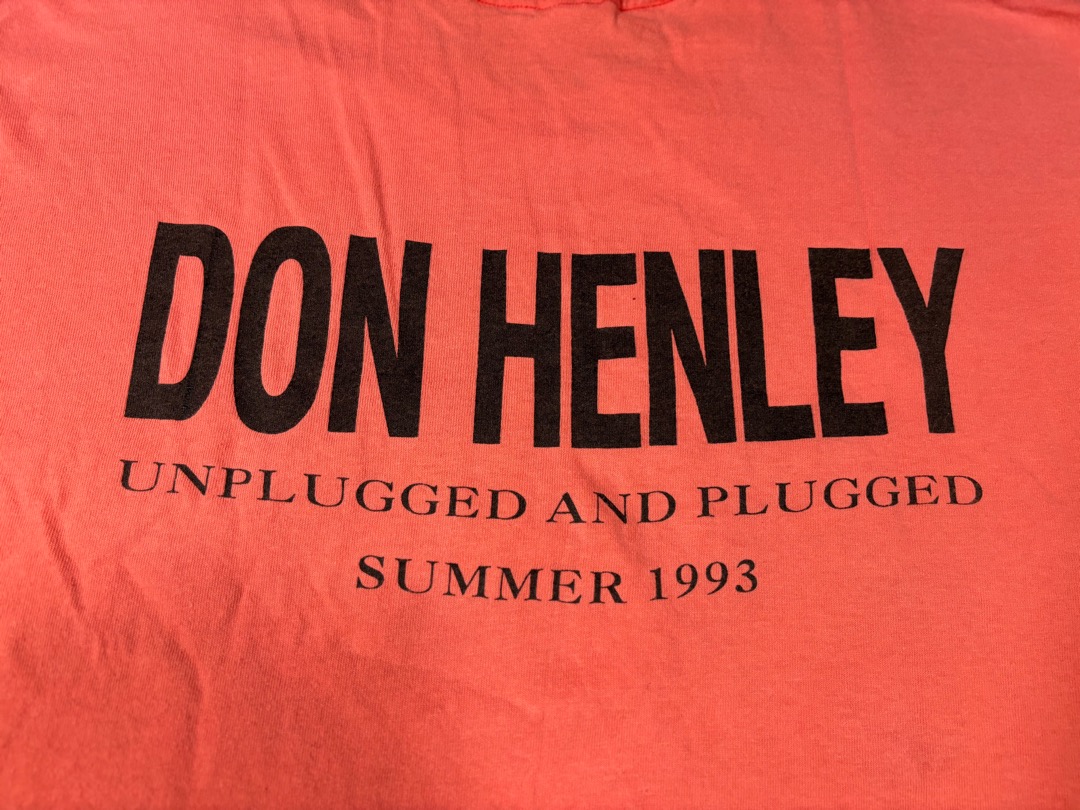 DON HENLEY
UNPLUGGED AND PLUGGED
SUMMER 1993